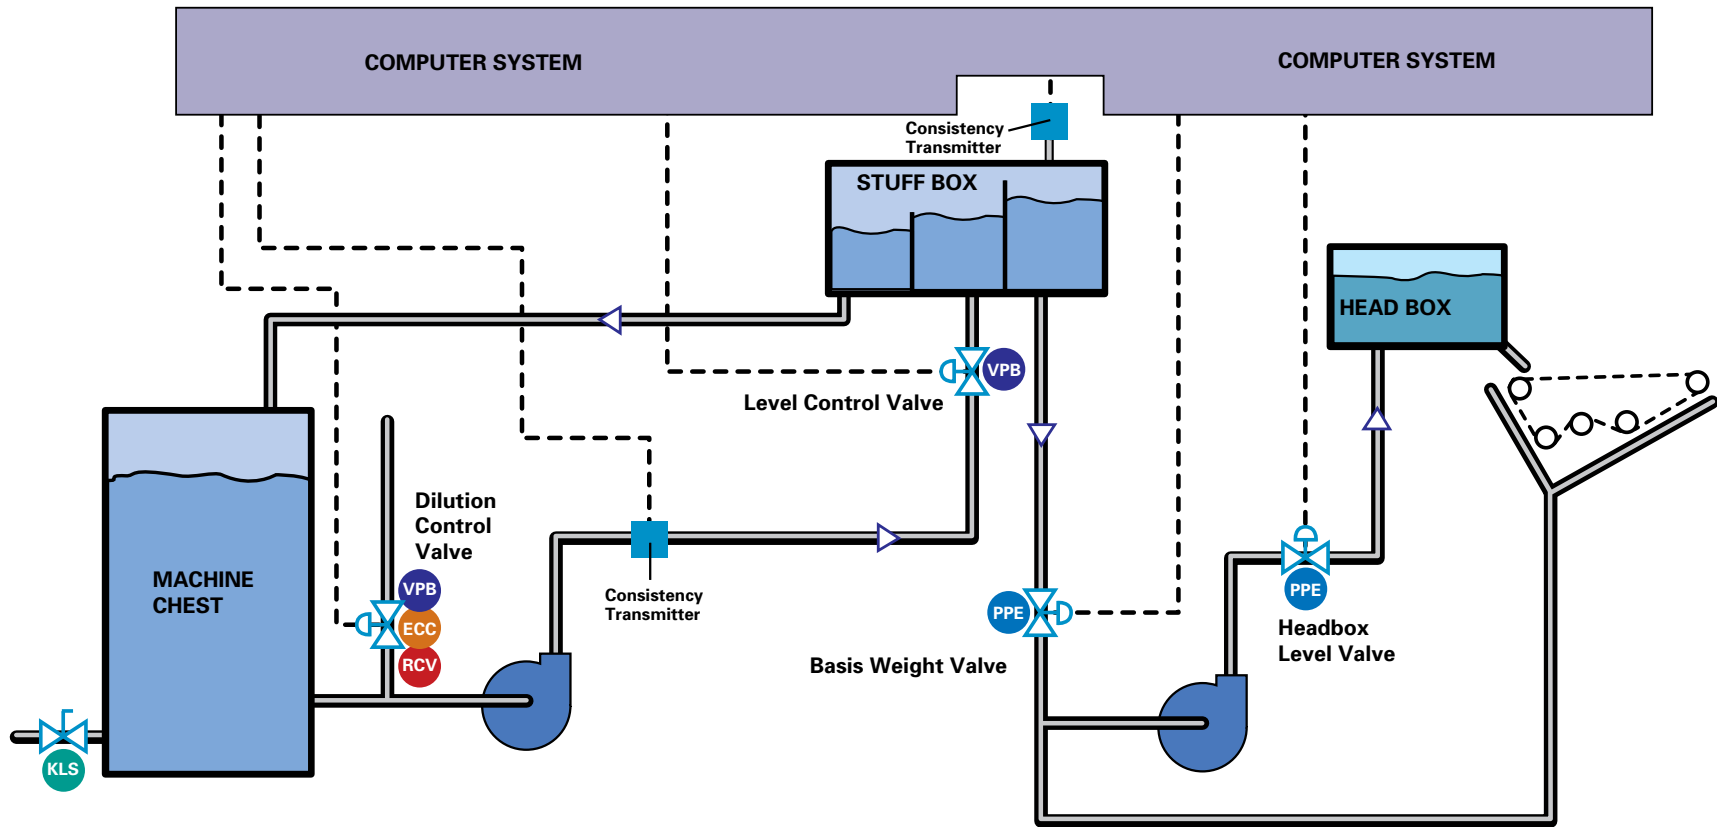 COMPUTER SYSTEM
COMPUTER SYSTEM
Consistency
Transmitter
STUFF BOX
HEAD BOX
VPB
Level Control Valve
Dilution
Control
Valve
MACHINE
CHEST
VPB
ECC
RCV
Consistency
Transmitter
PPE
PPE
Basis Weight Valve
Headbox
Level Valve
KLS